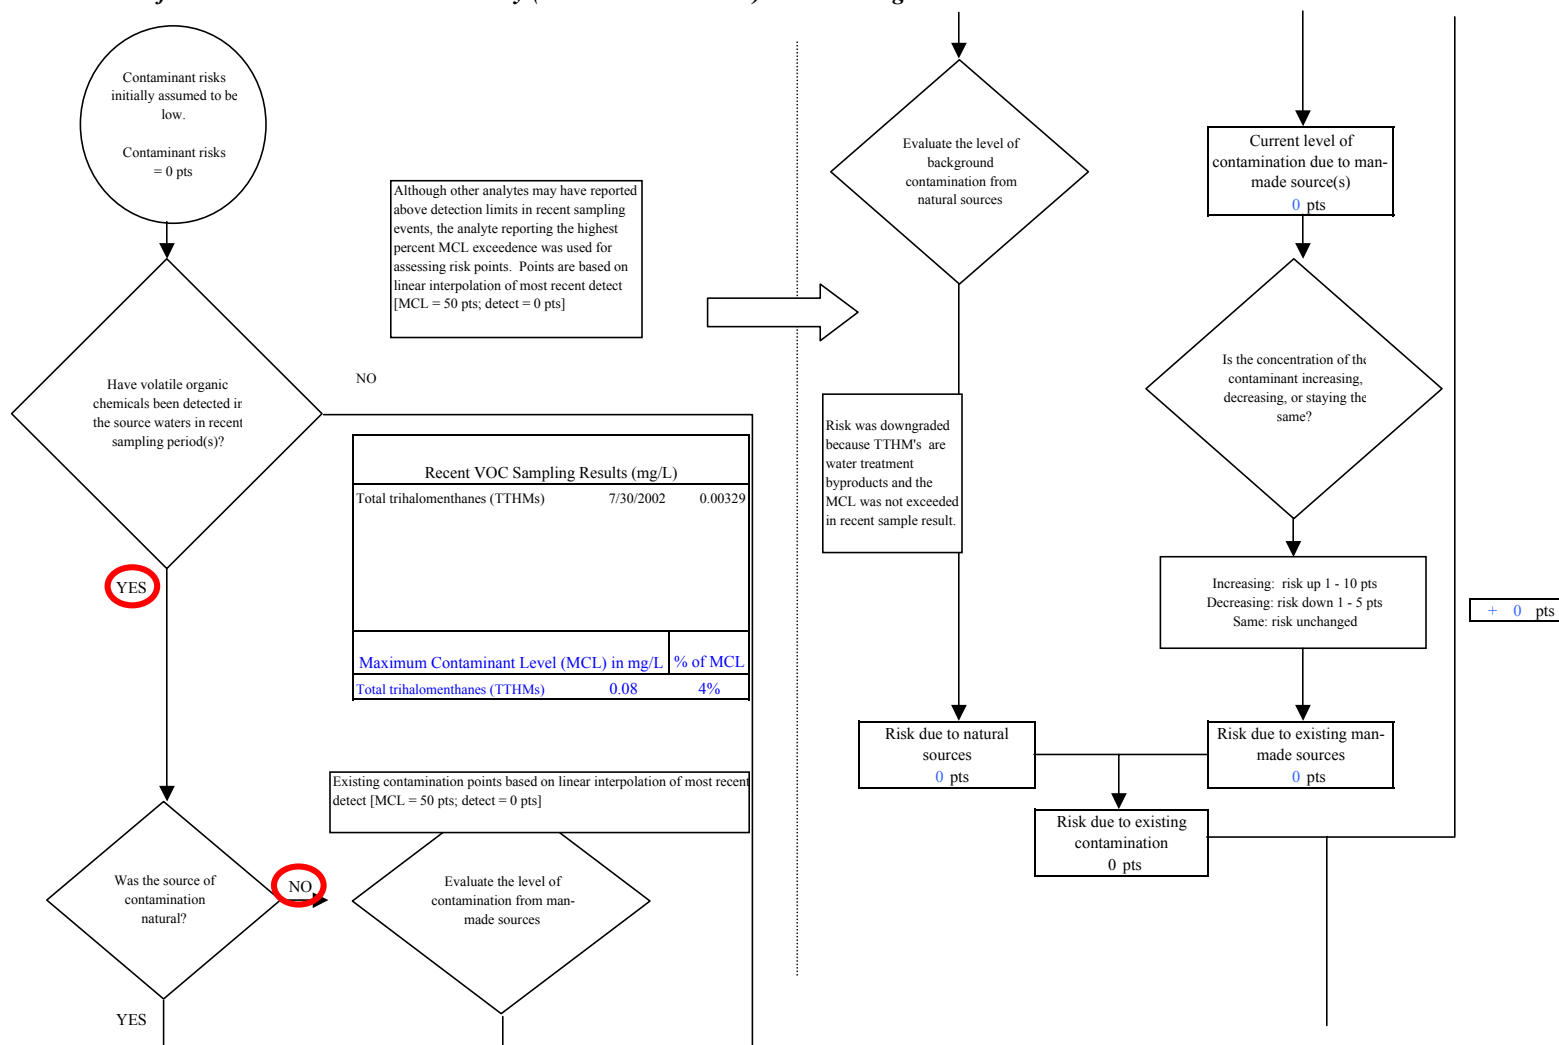 Contaminant risks
initially assumed to be
low.
Contaminant risks
= 0 pts
Although other analytes may have reported
above detection limits in recent sampling
events, the analyte reporting the highest
percent MCL exceedence was used for
assessing risk points.  Points are based on
linear interpolation of most recent detect
[MCL = 50 pts; detect = 0 pts]
NO
Have volatile organic
chemicals been detected in
the source waters in recent
sampling period(s)?
YES
Recent VOC Sampling Results (mg/L)
Total trihalomenthanes (TTHMs) 7/30/2002 0.00329
Maximum Contaminant Level (MCL) in mg/L % of MCL
Total trihalomenthanes (TTHMs) 0.08 4%
Existing contamination points based on linear interpolation of most recent
detect [MCL = 50 pts; detect = 0 pts]
Was the source of
contamination
natural?
NO
Evaluate the level of
contamination from man-
made sources
YES
Evaluate the level of
background
contamination from
natural sources
Risk was downgraded
because TTHM's  are
water treatment
byproducts and the
MCL was not exceeded
in recent sample result.
Risk due to natural
sources
0 pts
Current level of
contamination due to man-
made source(s)
0 pts
Is the concentration of the
contaminant increasing,
decreasing, or staying the
same?
Increasing:  risk up 1 - 10 pts
Decreasing: risk down 1 - 5 pts
Same: risk unchanged
+ 0 pts
Risk due to existing man-
made sources
0 pts
Risk due to existing
contamination
0 pts